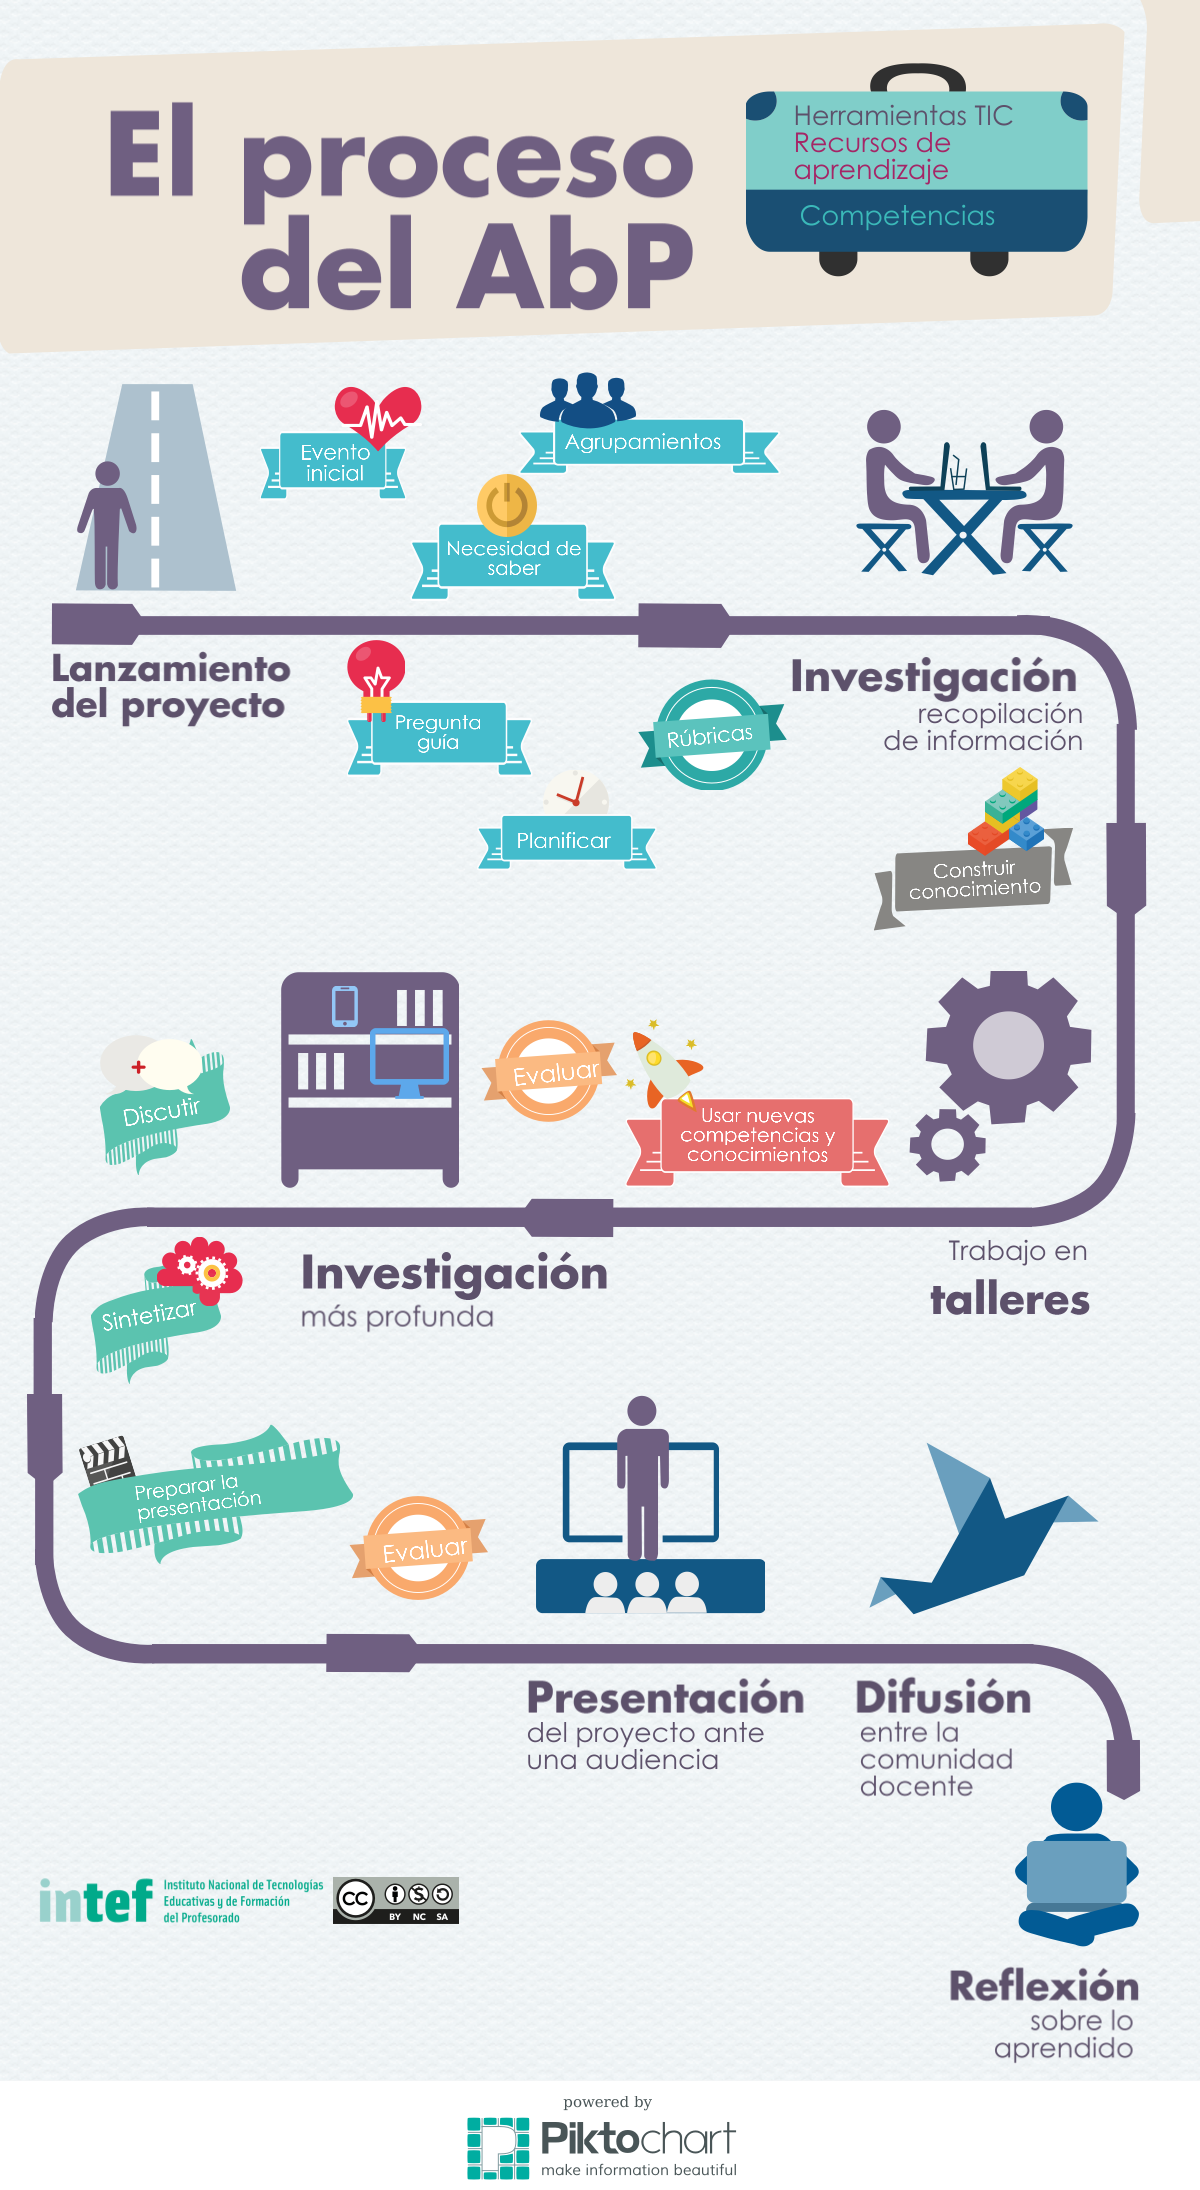 El proceso
del AbP
Herramientas TIC
Recursos de
aprendizaje
Competencias
Evento
inicial
Agrupamientos
Necesidad de
saber
Lanzamiento
del proyecto
Pregunta
guía
Planificar
Rúbricas
Investigación
recopilación
de información
Construir
conocimiento
Discutir
Evaluar
Usar nuevas
competencias y
conocimientos
Sintetizar
Investigación
más profunda
Trabajo en
talleres
Preparar la
presentación
Evaluar
Presentación
del proyecto ante
una audiencia
Difusión
entre la
comunidad
docente
intef
Instituto Nacional de Tecnologías
Educativas y de Formación
del Profesorado
CC
BY NC SA
Reflexión
sobre lo
aprendido
powered by
Piktochart
make information beautiful